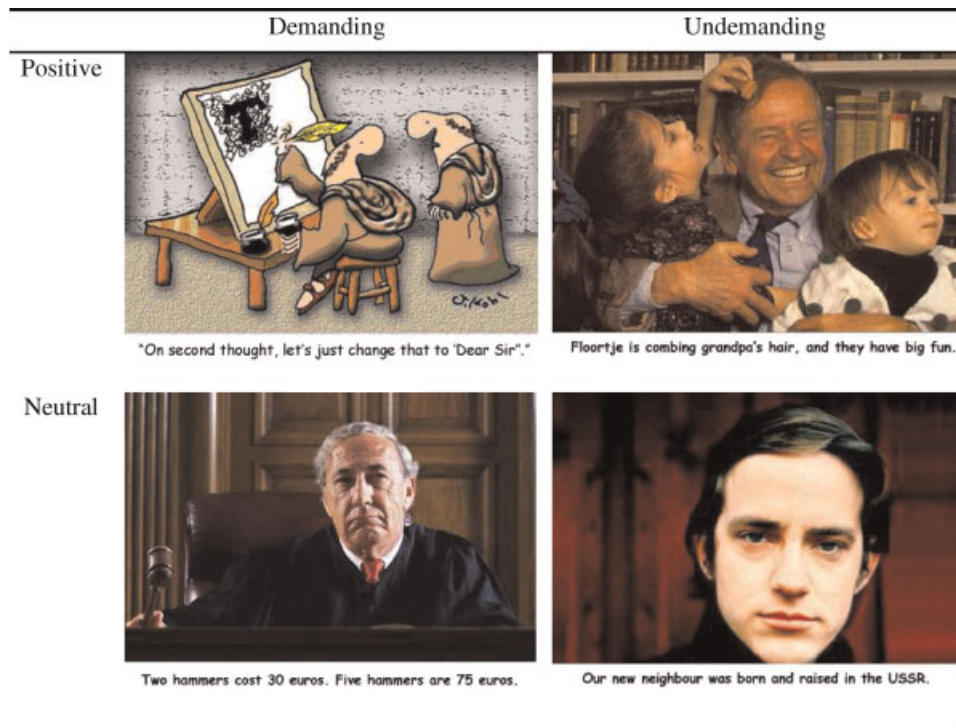 Demanding Undemanding
Positive
T
J. Kohl
"On second thought, let's just change that to "Dear Sir"."
Floortje is combing grandpa's hair, and they have big fun.
Neutral
Two hammers cost 30 euros. Five hammers are 75 euros.
Our new neighbour was born and raised in the USSR.